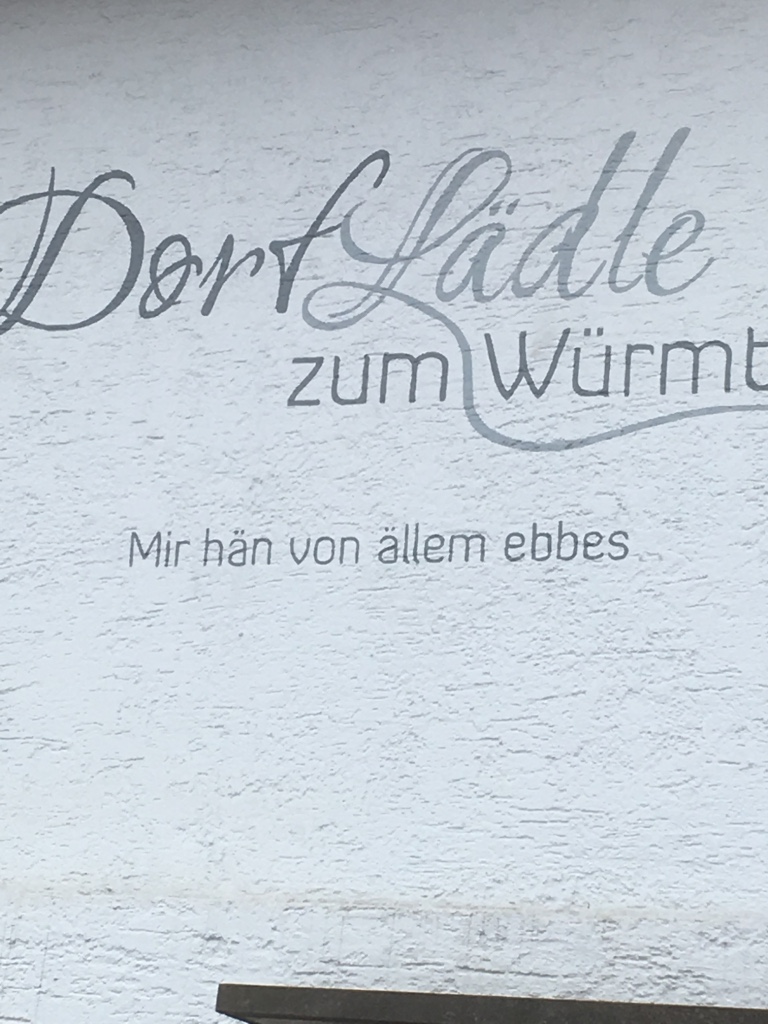 DorfLädle
zum Würmt
Mir hän von ällem ebbes